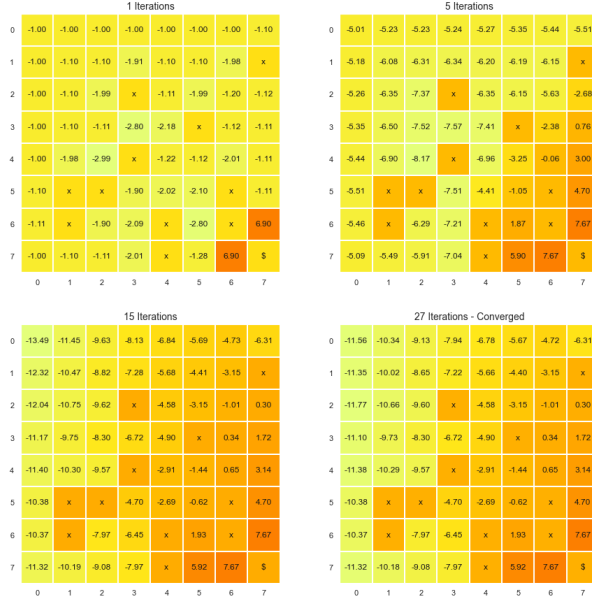 1 Iterations
0 -1.00 -1.00 -1.00 -1.00 -1.00 -1.00 -1.00 -1.10
1 -1.00 -1.10 -1.10 -1.91 -1.10 -1.10 -1.98 x
2 -1.00 -1.10 -1.99 x -1.11 -1.99 -1.20 -1.12
3 -1.00 -1.10 -1.11 -2.80 -2.18 x -1.12 -1.11
4 -1.00 -1.98 -2.99 x -1.22 -1.12 -2.01 -1.11
5 -1.10 x x -1.90 -2.02 -2.10 x -1.11
6 -1.11 x -1.90 -2.09 x -2.80 x 6.90
7 -1.00 -1.10 -1.11 -2.01 x -1.28 6.90 $
0 1 2 3 4 5 6 7
5 Iterations
0 -5.01 -5.23 -5.23 -5.24 -5.27 -5.35 -5.44 -5.51
1 -5.18 -6.08 -6.31 -6.34 -6.20 -6.19 -6.15 x
2 -5.26 -6.35 -7.37 x -6.35 -6.15 -5.63 -2.68
3 -5.35 -6.50 -7.52 -7.57 -7.41 x -2.38 0.76
4 -5.44 -6.90 -8.17 x -6.96 -3.25 -0.06 3.00
5 -5.51 x x -7.51 -4.41 -1.05 x 4.70
6 -5.46 x -6.29 -7.21 x 1.87 x 7.67
7 -5.09 -5.49 -5.91 -7.04 x 5.90 7.67 $
0 1 2 3 4 5 6 7
15 Iterations
0 -13.49 -11.45 -9.63 -8.13 -6.84 -5.69 -4.73 -6.31
1 -12.32 -10.47 -8.82 -7.28 -5.68 -4.41 -3.15 x
2 -12.04 -10.75 -9.62 x -4.58 -3.15 -1.01 0.30
3 -11.17 -9.75 -8.30 -6.72 -4.90 x 0.34 1.72
4 -11.40 -10.30 -9.57 x -2.91 -1.44 0.65 3.14
5 -10.38 x x -4.70 -2.69 -0.62 x 4.70
6 -10.37 x -7.97 -6.45 x 1.93 x 7.67
7 -11.32 -10.19 -9.08 -7.97 x 5.92 7.67 $
0 1 2 3 4 5 6 7
27 Iterations - Converged
0 -11.56 -10.34 -9.13 -7.94 -6.78 -5.67 -4.72 -6.31
1 -11.35 -10.02 -8.65 -7.22 -5.66 -4.40 -3.15 x
2 -11.77 -10.66 -9.60 x -4.58 -3.15 -1.01 0.30
3 -11.10 -9.73 -8.30 -6.72 -4.90 x 0.34 1.72
4 -11.38 -10.29 -9.57 x -2.91 -1.44 0.65 3.14
5 -10.38 x x -4.70 -2.69 -0.62 x 4.70
6 -10.37 x -7.97 -6.45 x 1.93 x 7.67
7 -11.32 -10.18 -9.08 -7.97 x 5.92 7.67 $
0 1 2 3 4 5 6 7